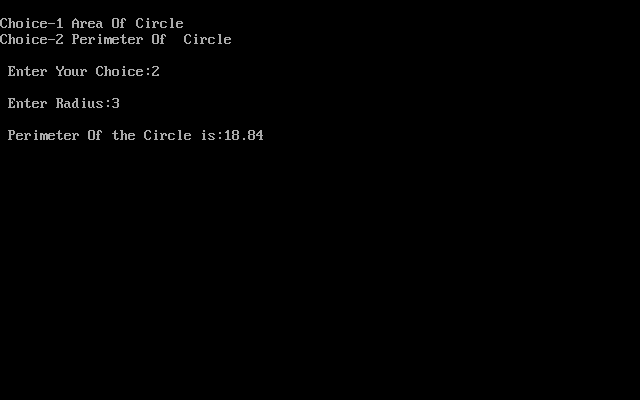 Choice-1 Area Of Circle
Choice-2 Perimeter Of  Circle
Enter Your Choice:2
Enter Radius:3
Perimeter Of the Circle is:18.84